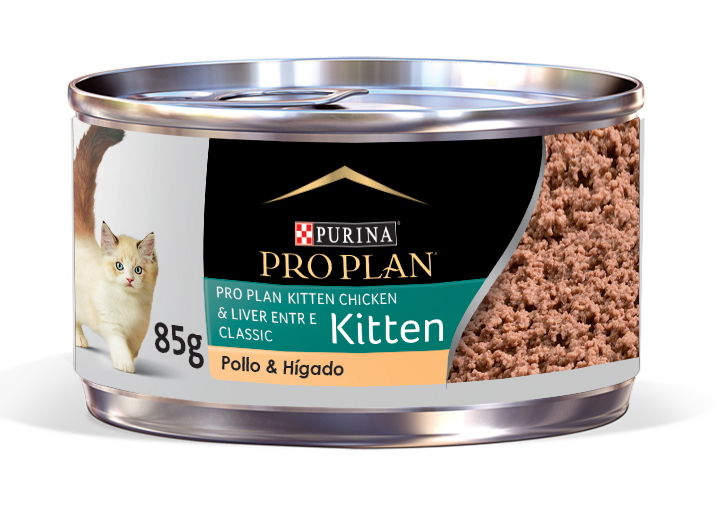 PURINA
PRO PLAN
PRO PLAN KITTEN CHICKEN
& LIVER ENTR E
CLASSIC
Kitten
85g
Pollo & Hígado